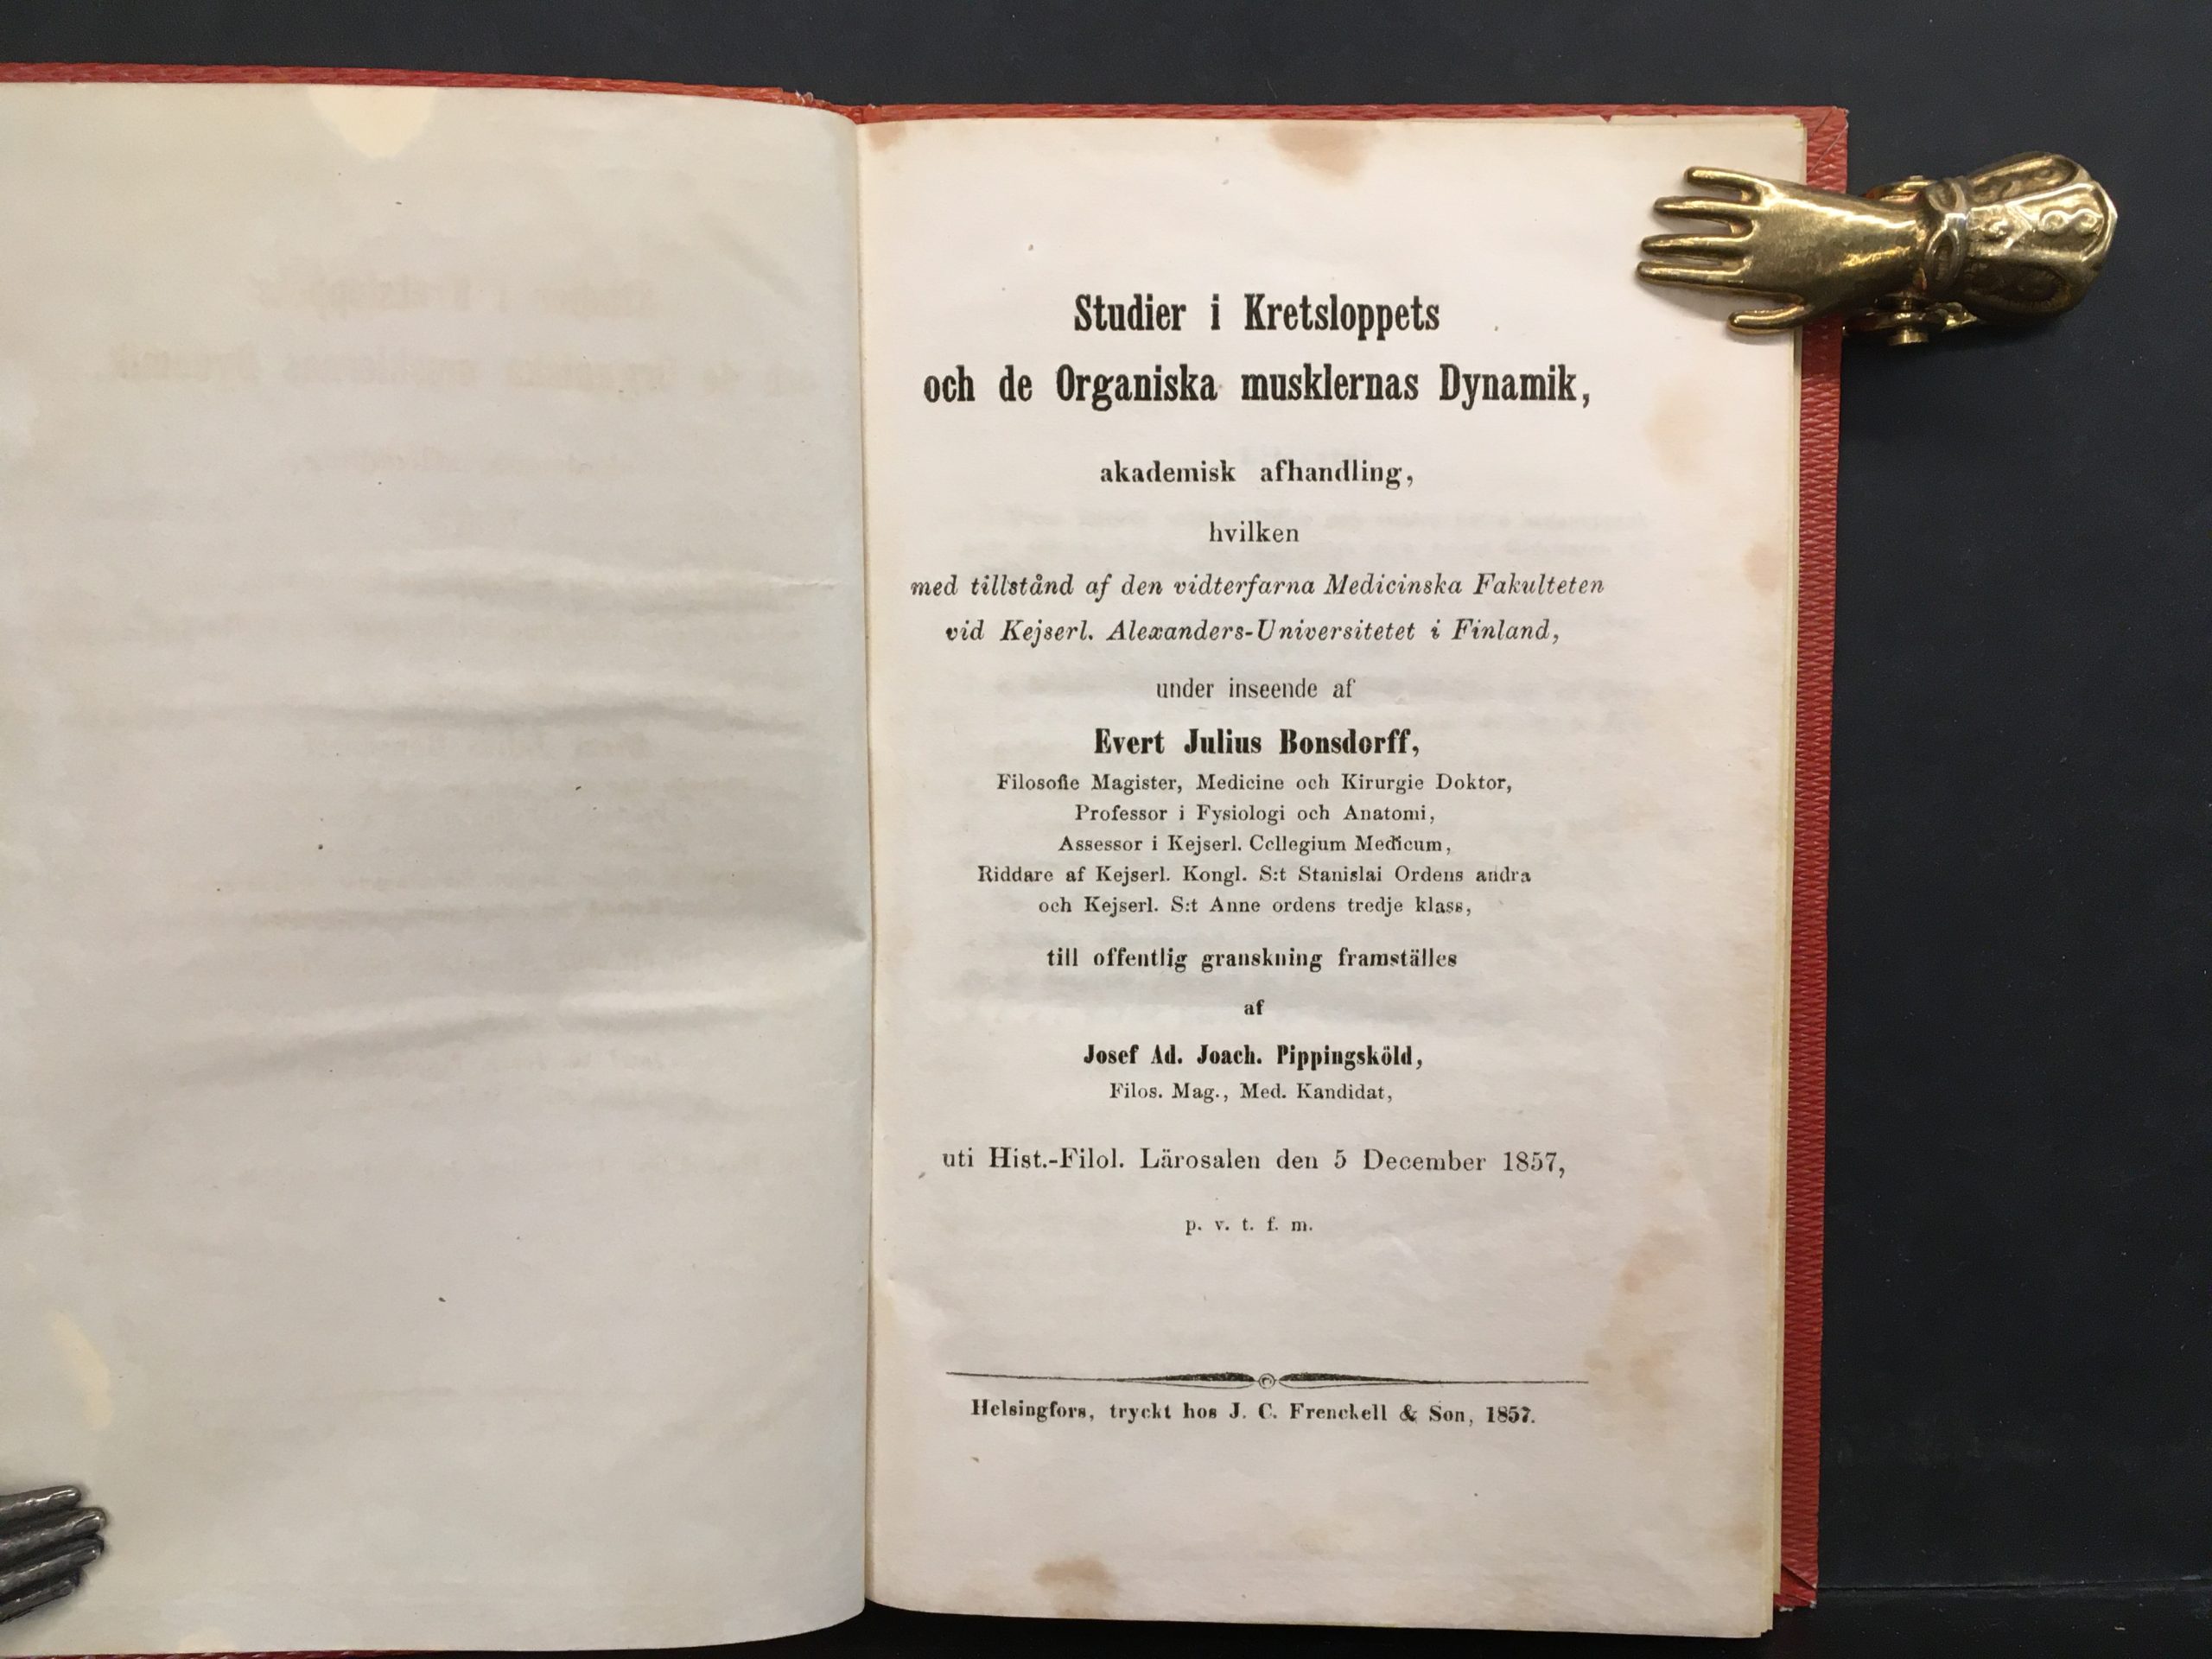 Studier i Kretsloppets
och de Organiska musklernas Dynamik,
akademisk afhandling,
hvilken
med tillstånd af den vidterfarna Medicinska Fakulteten
vid Kejserl. Alexanders-Universitetet i Finland,
under inseende af
Evert Julius Bonsdorff,
Filosofie Magister, Medicine och Kirurgie Doktor,
Professor i Fysiologi och Anatomi,
Assessor i Kejserl. Collegium Medicum,
Riddare af Kejserl. Kongl. S:t Stanislai Ordens andra
och Kejserl. S:t Anne ordens tredje klass,
till offentlig granskning framställes
af
Josef Ad. Joach. Pippingsköld,
Filos. Mag., Med. Kandidat,
uti Hist.-Filol. Lärosalen den 5 December 1857,
p. v. t. f. m.
Helsingfors, tryckt hos J. C. Frenckell & Son, 1857.